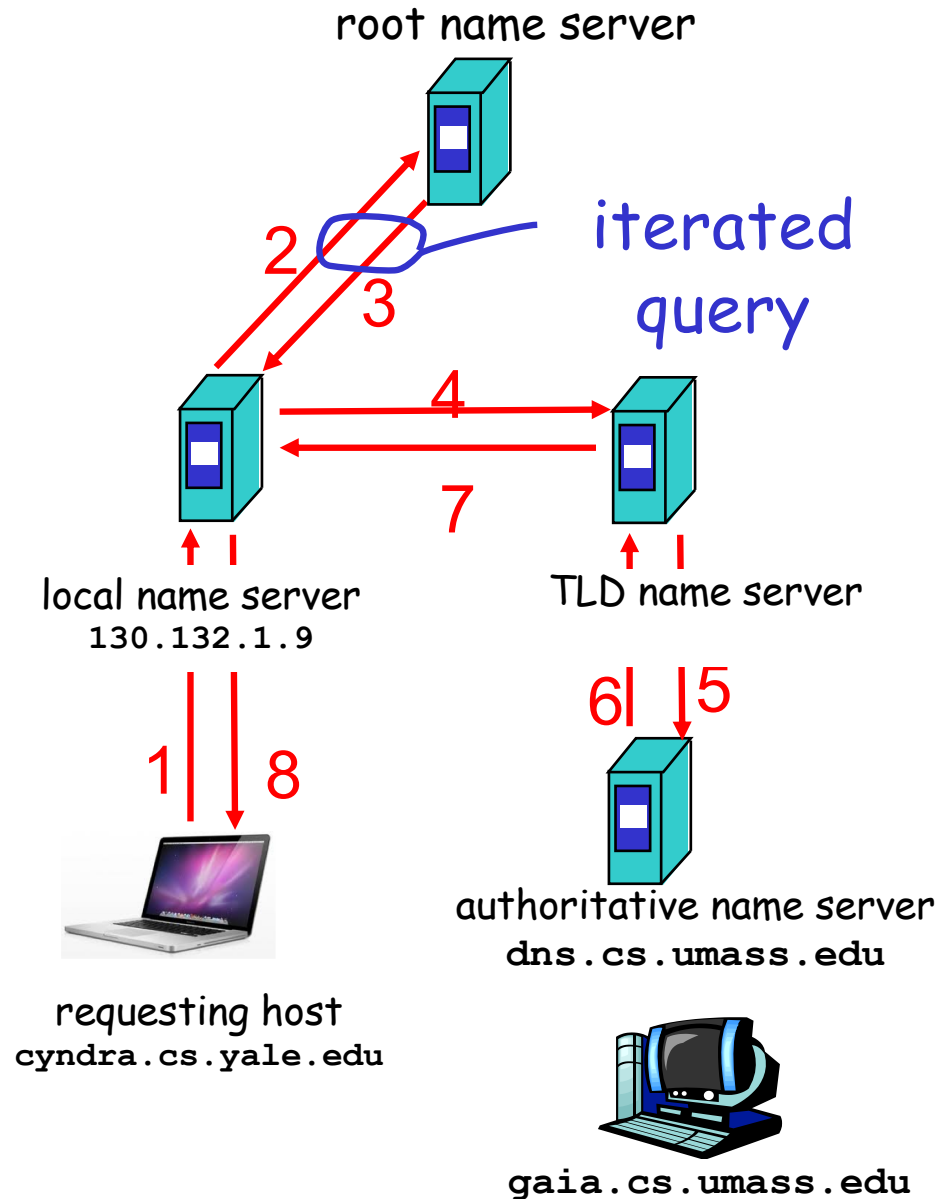 root name server
iterated
query
2
3
4
7
local name server
130.132.1.9
TLD name server
6
5
1
8
authoritative name server
dns.cs.umass.edu
requesting host
cyndra.cs.yale.edu
gaia.cs.umass.edu